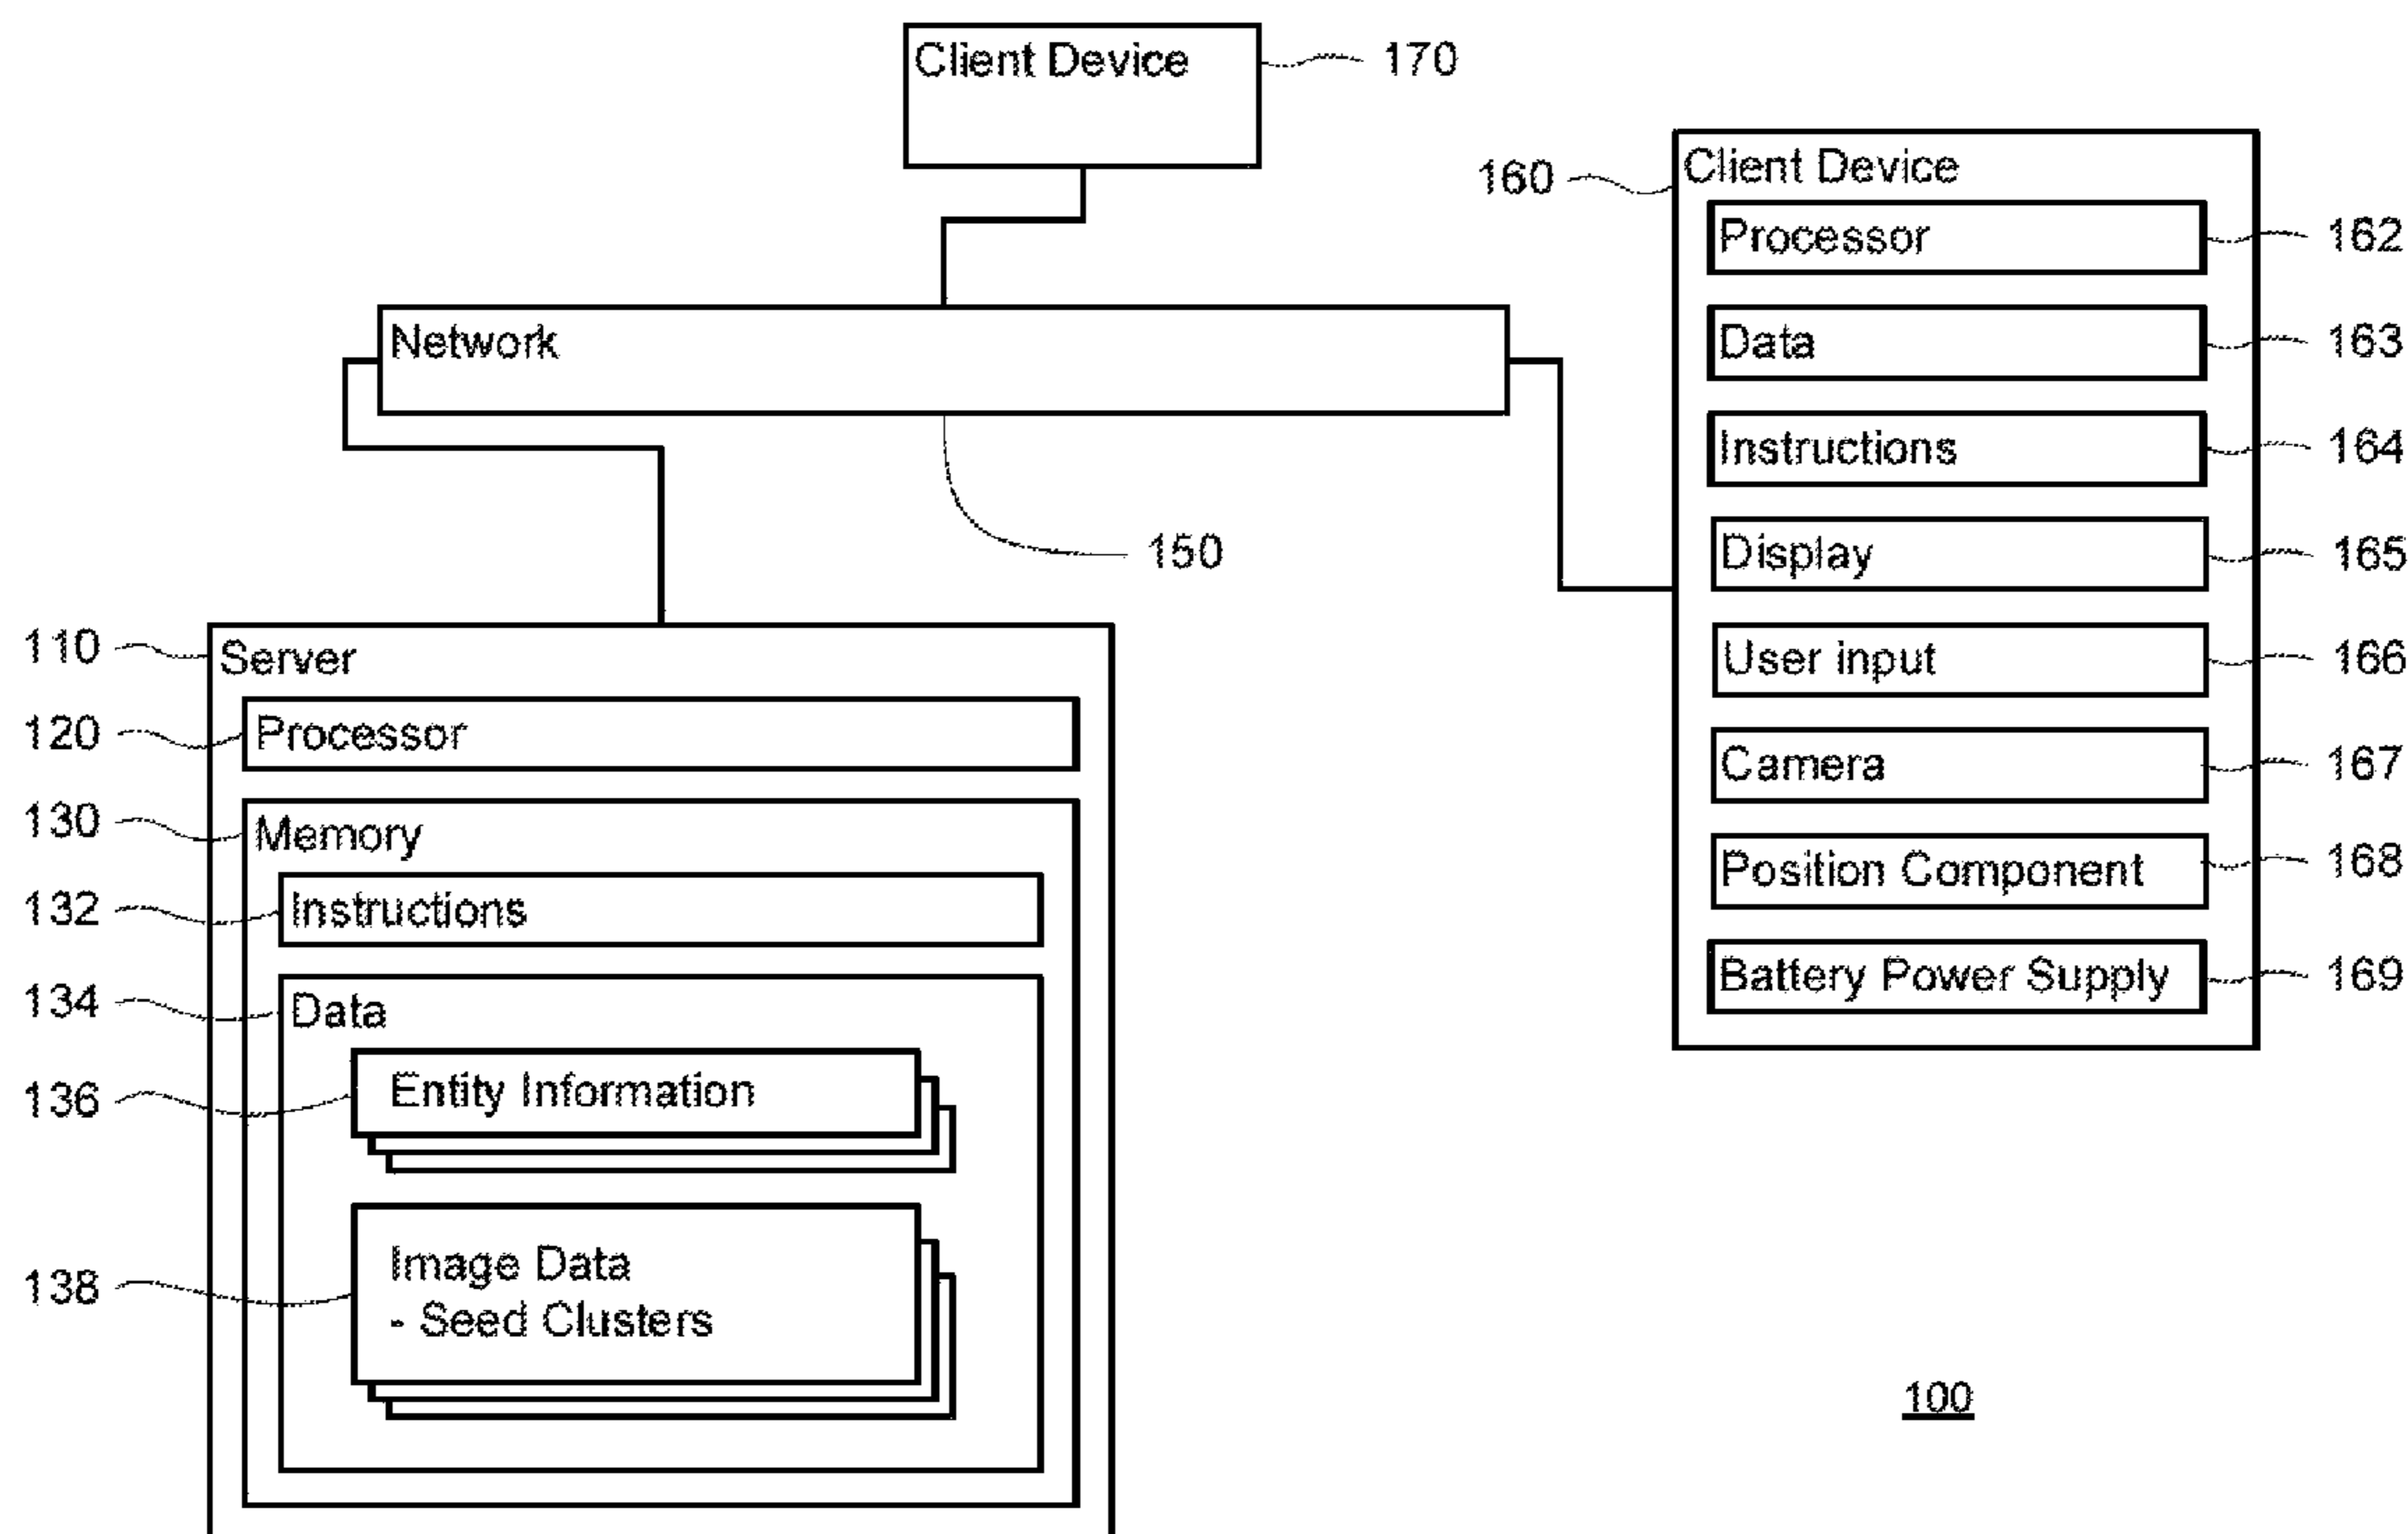 Client Device
170
160
Client Device
Processor
162
Data
163
Instructions
164
Display
165
User input
166
Camera
167
Position Component
168
Battery Power Supply
169
Network
150
110
Server
120
Processor
130
Memory
132
Instructions
134
Data
136
Entity Information
138
Image Data
- Seed Clusters
100